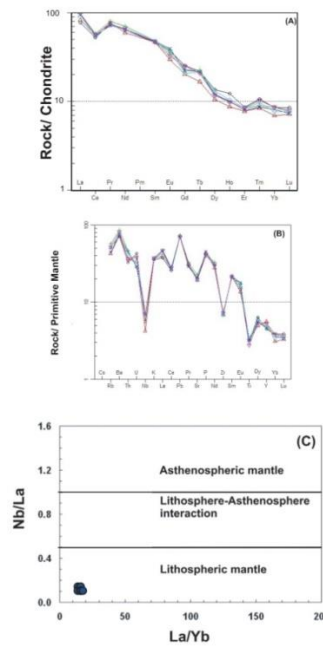 Rock/ Chondrite
(A)
100
10
1
La Pr Pm Eu Tb Ho Tm Lu
Ce Nd Sm Gd Dy Er Yb
Rock/ Primitive Mantle
(B)
100
10
Cs Ba U K Ce Pr P Eu Dy Yb
Rb Th Nb La Pb Sr Nd Sm Ti Y Lu
(C)
Nb/La
1.6
1.2
0.8
0.4
0.0
Asthenospheric mantle
Lithosphere-Asthenosphere
interaction
Lithospheric mantle
0 50 100 150 200
La/Yb